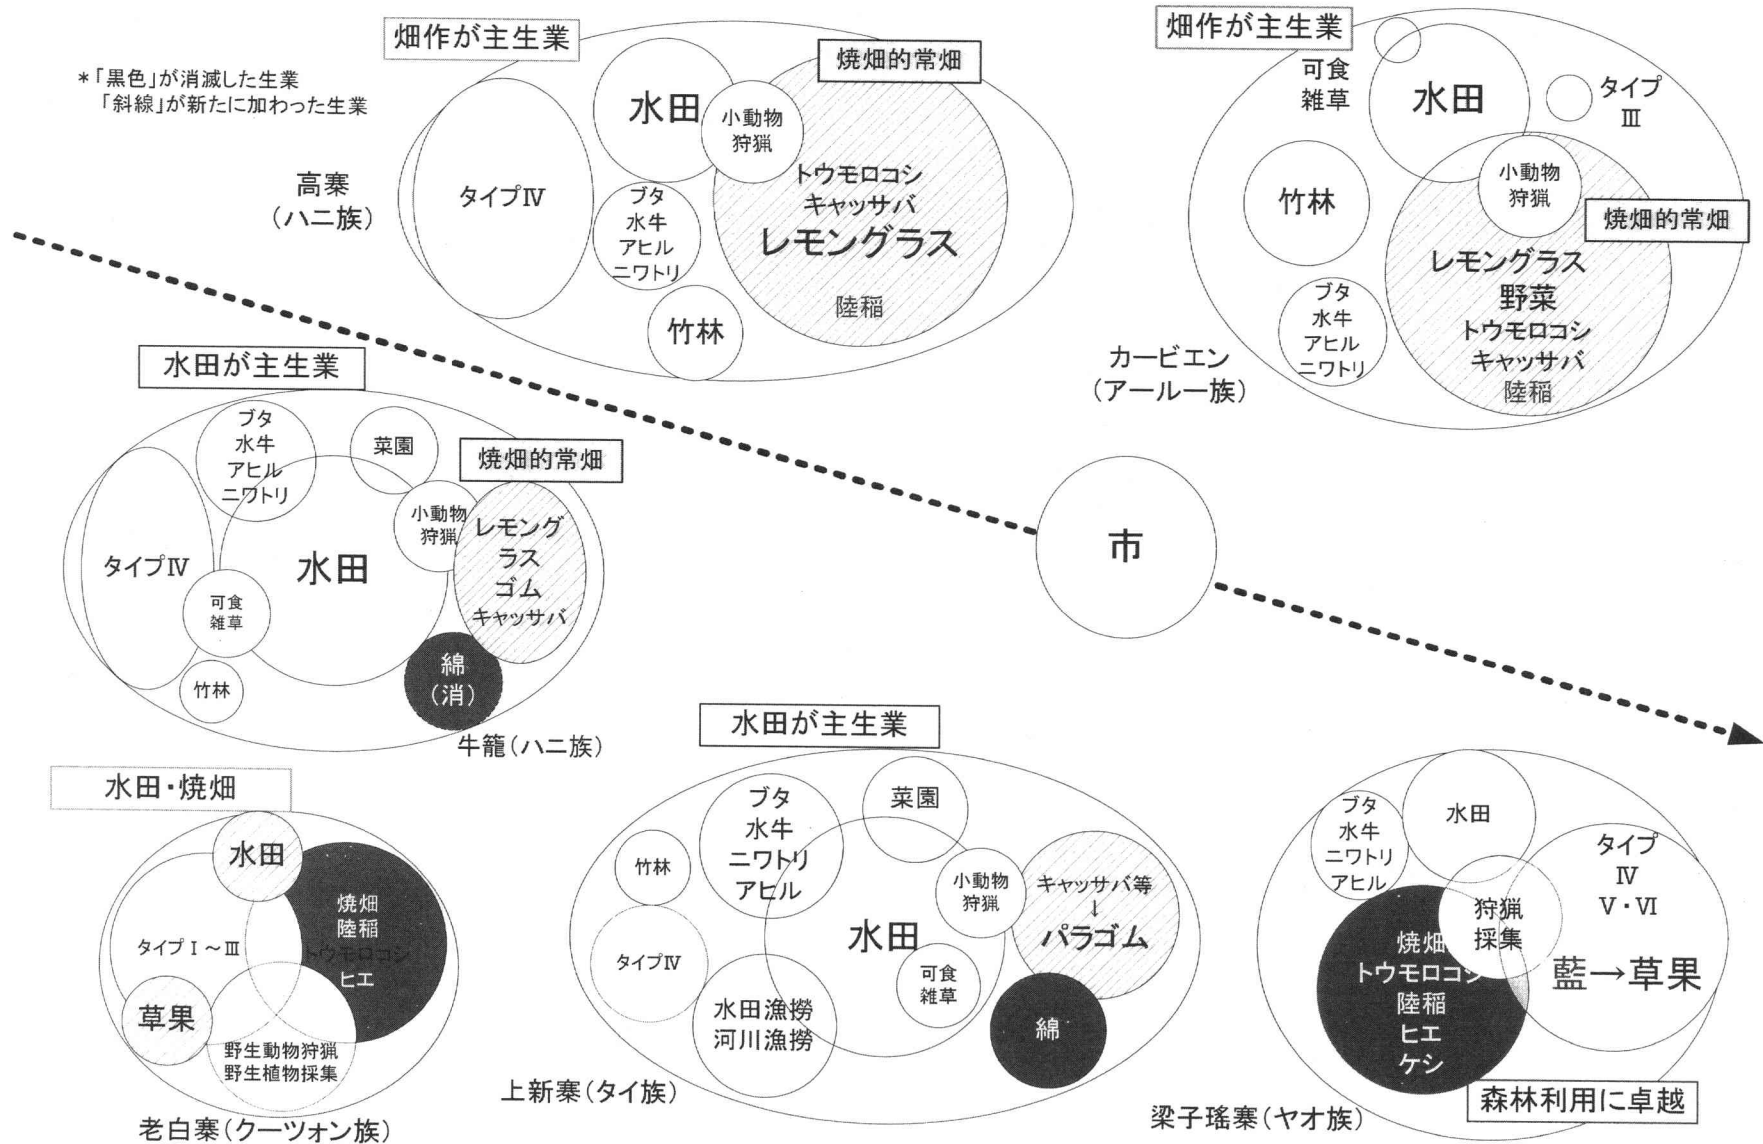 ＊「黒色」が消滅した生業
「斜線」が新たに加わった生業
畑作が主生業
焼畑的常畑
水田
小動物
狩猟
タイプⅣ
トウモロコシ
キャッサバ
レモングラス
陸稲
ブタ
水牛
アヒル
ニワトリ
竹林
高寨
（ハニ族）
畑作が主生業
可食
雑草
水田
タイプ
Ⅲ
小動物
狩猟
竹林
焼畑的常畑
レモングラス
野菜
トウモロコシ
キャッサバ
陸稲
ブタ
水牛
アヒル
ニワトリ
カービエン
（アールー族）
水田が主生業
ブタ
水牛
アヒル
ニワトリ
菜園
焼畑的常畑
小動物
狩猟
レモング
ラス
ゴム
キャッサバ
タイプⅣ
水田
可食
雑草
竹林
綿
（消）
牛籠（ハニ族）
市
水田・焼畑
水田
焼畑
陸稲
トウモロコシ
ヒエ
タイプⅠ～Ⅲ
草果
野生動物狩猟
野生植物採集
老白寨（クーツォン族）
水田が主生業
ブタ
水牛
ニワトリ
アヒル
菜園
竹林
小動物
狩猟
キャッサバ等
↓
パラゴム
水田
タイプⅣ
可食
雑草
水田漁撈
河川漁撈
綿
上新寨（タイ族）
ブタ
水牛
ニワトリ
アヒル
水田
タイプ
Ⅳ
Ⅴ・Ⅵ
狩猟
採集
藍→草果
焼畑
トウモロコシ
陸稲
ヒエ
ケシ
森林利用に卓越
梁子瑤寨（ヤオ族）